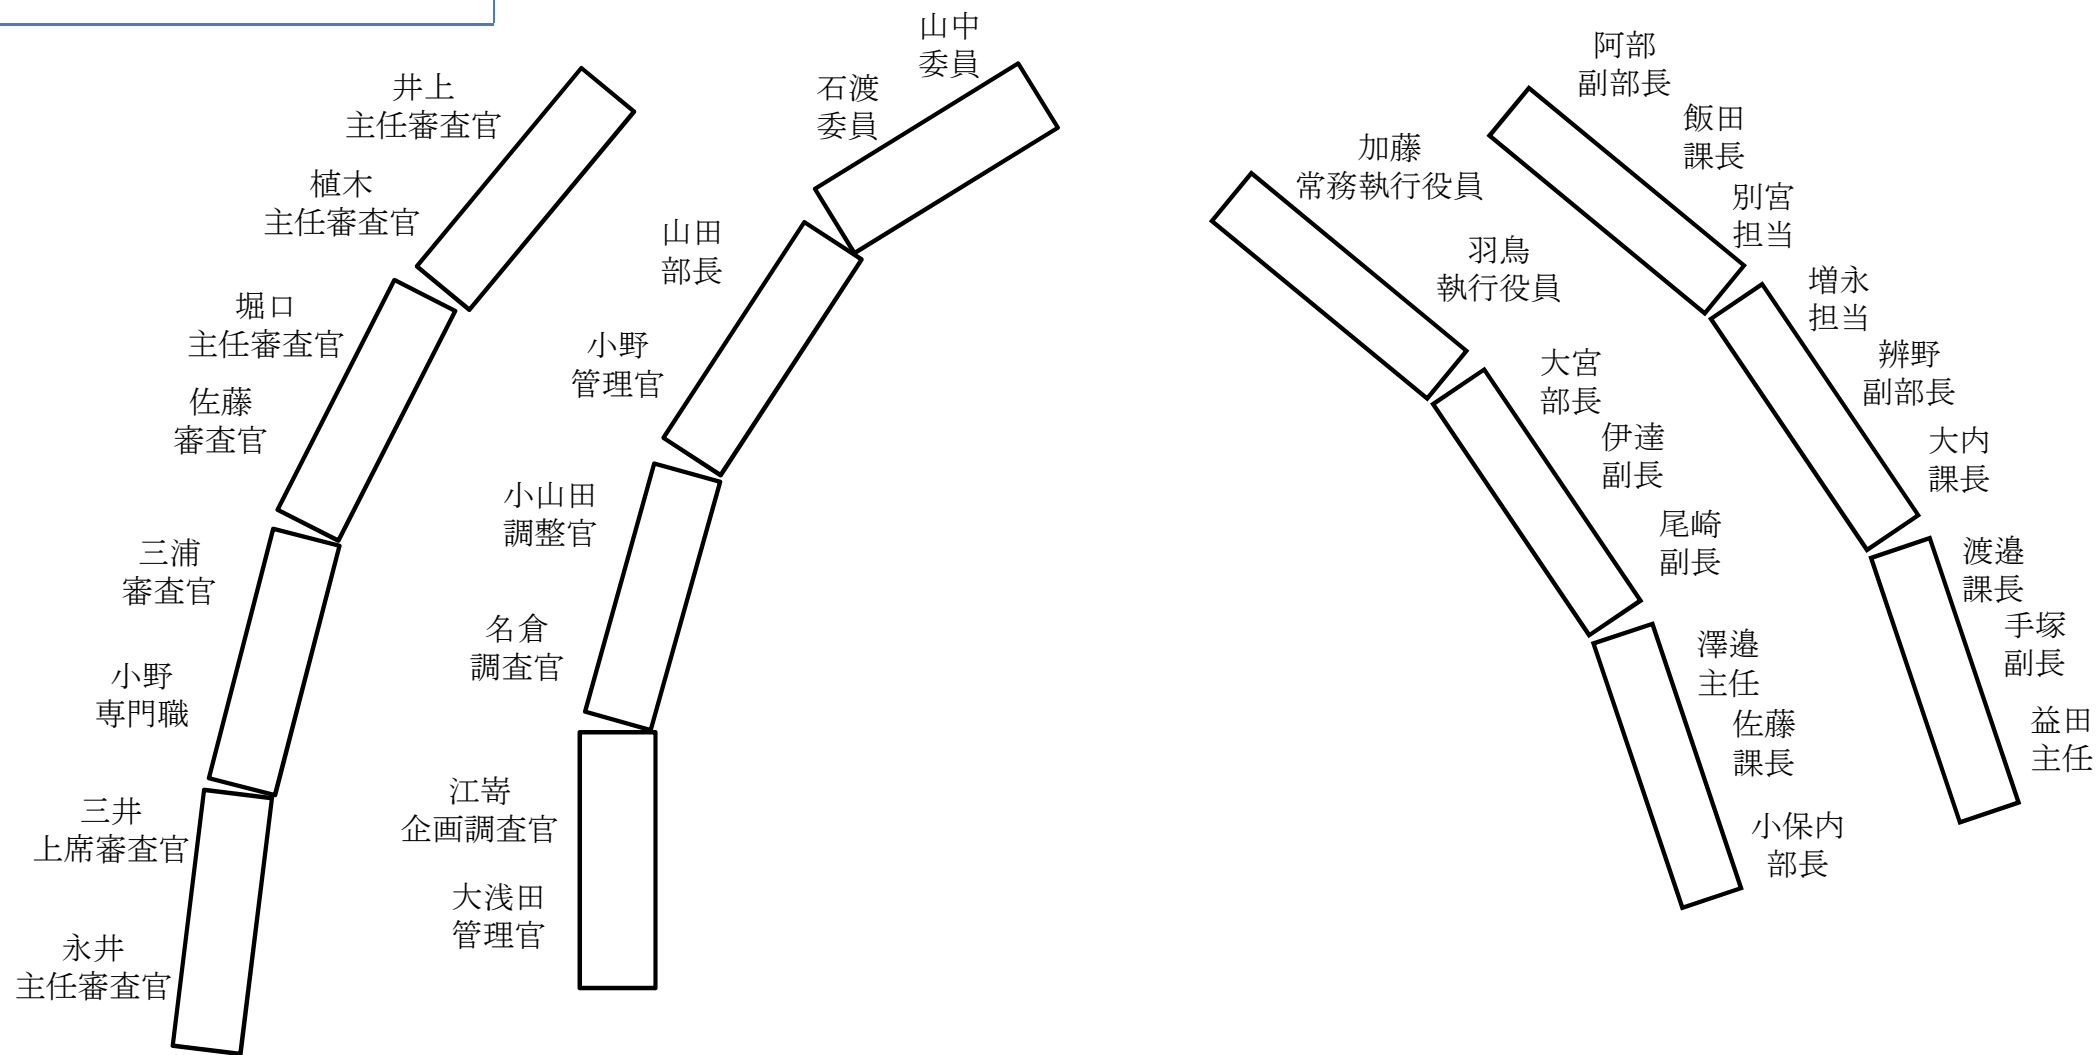 山中
委員
石渡
委員
山田
部長
小野
管理官
小山田
調整官
名倉
調査官
江嵜
企画調査官
大浅田
管理官
井上
主任審査官
植木
主任審査官
堀口
主任審査官
佐藤
審査官
三浦
審査官
小野
専門職
三井
上席審査官
永井
主任審査官
加藤
常務執行役員
羽鳥
執行役員
大宮
部長
伊達
副長
尾崎
副長
澤邉
主任
佐藤
課長
小保内
部長
阿部
副部長
飯田
課長
別宮
担当
増永
担当
辨野
副部長
大内
課長
渡邉
課長
手塚
副長
益田
主任